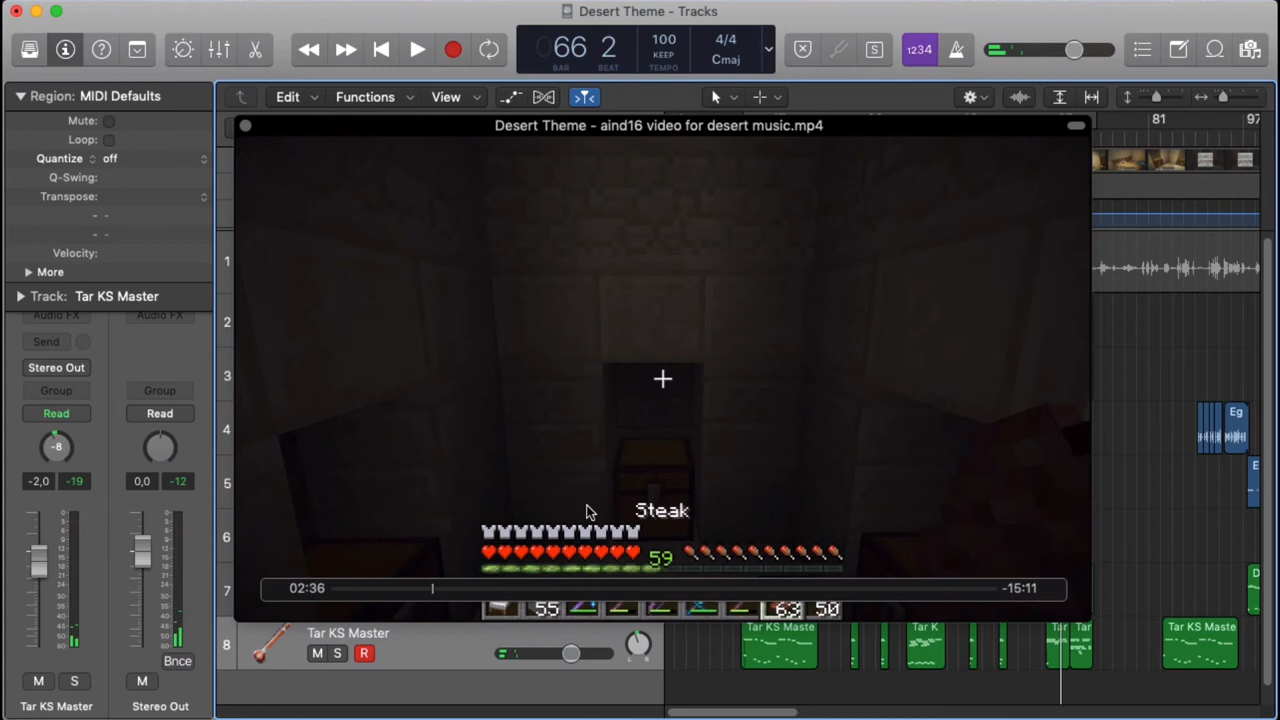 Desert Theme - Tracks
066 2 100 4/4
KEEP Cmaj
BAR BEAT TEMPO
S 1234
Region: MIDI Defaults
Edit Functions View
Mute:
Loop:
Quantize off
Q-Swing:
Transpose:
Velocity:
More
Track: Tar KS Master
Audio FX Audio FX
Send
Stereo Out
Group Group
Read Read
-8
-2,0 -19 0,0 -12
Bnce
M S M
Tar KS Master Stereo Out
Desert Theme - aind16 video for desert music.mp4
81 97
1
2
3
4
5
6
7
8
Steak
59
02:36 -15:11
55 63 50
Eg
E
D
Tar KS Master
M S R
L R
Tar KS Maste Tar K Tar Tar Tar KS Maste